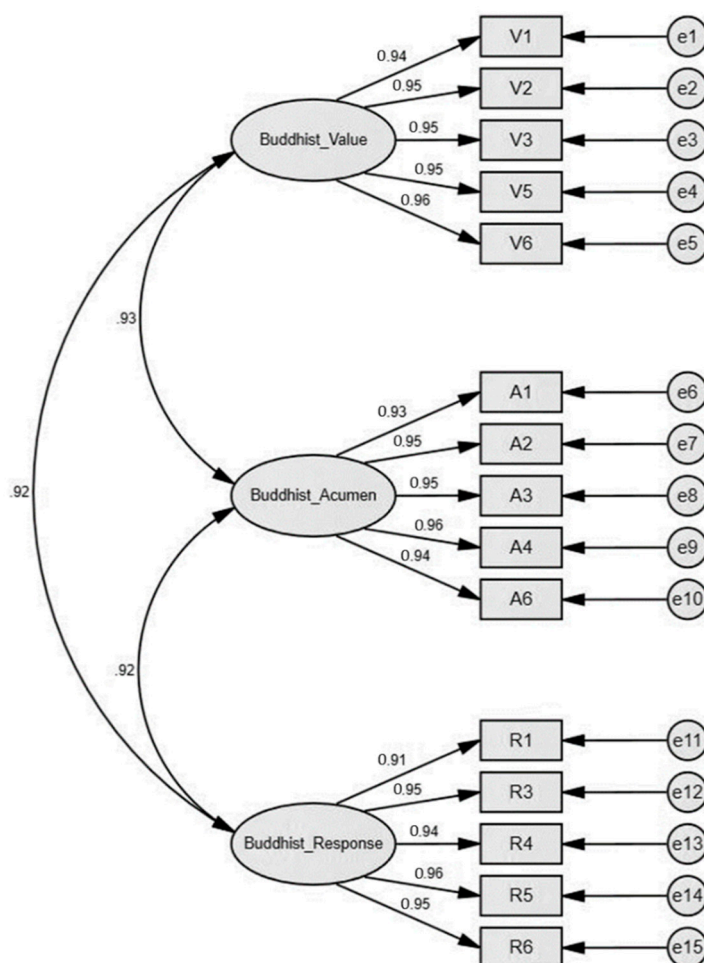 0.94
V1
e1
0.95
V2
e2
Buddhist_Value
0.95
V3
e3
0.95
V5
e4
0.96
V6
e5
.93
0.93
A1
e6
0.95
A2
e7
Buddhist_Acumen
0.95
A3
e8
0.96
A4
e9
0.94
A6
e10
.92
.92
0.91
R1
e11
0.95
R3
e12
Buddhist_Response
0.94
R4
e13
0.96
R5
e14
0.95
R6
e15